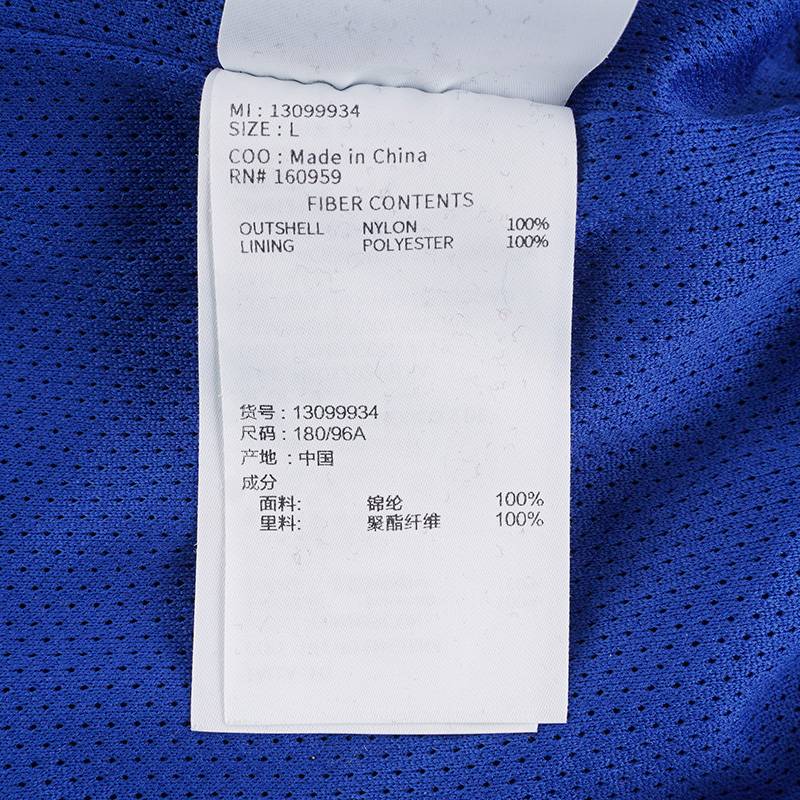 MI : 13099934
SIZE : L
COO : Made in China
RN# 160959
FIBER CONTENTS
OUTSHELL NYLON 100%
LINING POLYESTER 100%
货号 : 13099934
尺码 : 180/96A
产地 : 中国
成分
面料: 锦纶 100%
里料: 聚酯纤维 100%